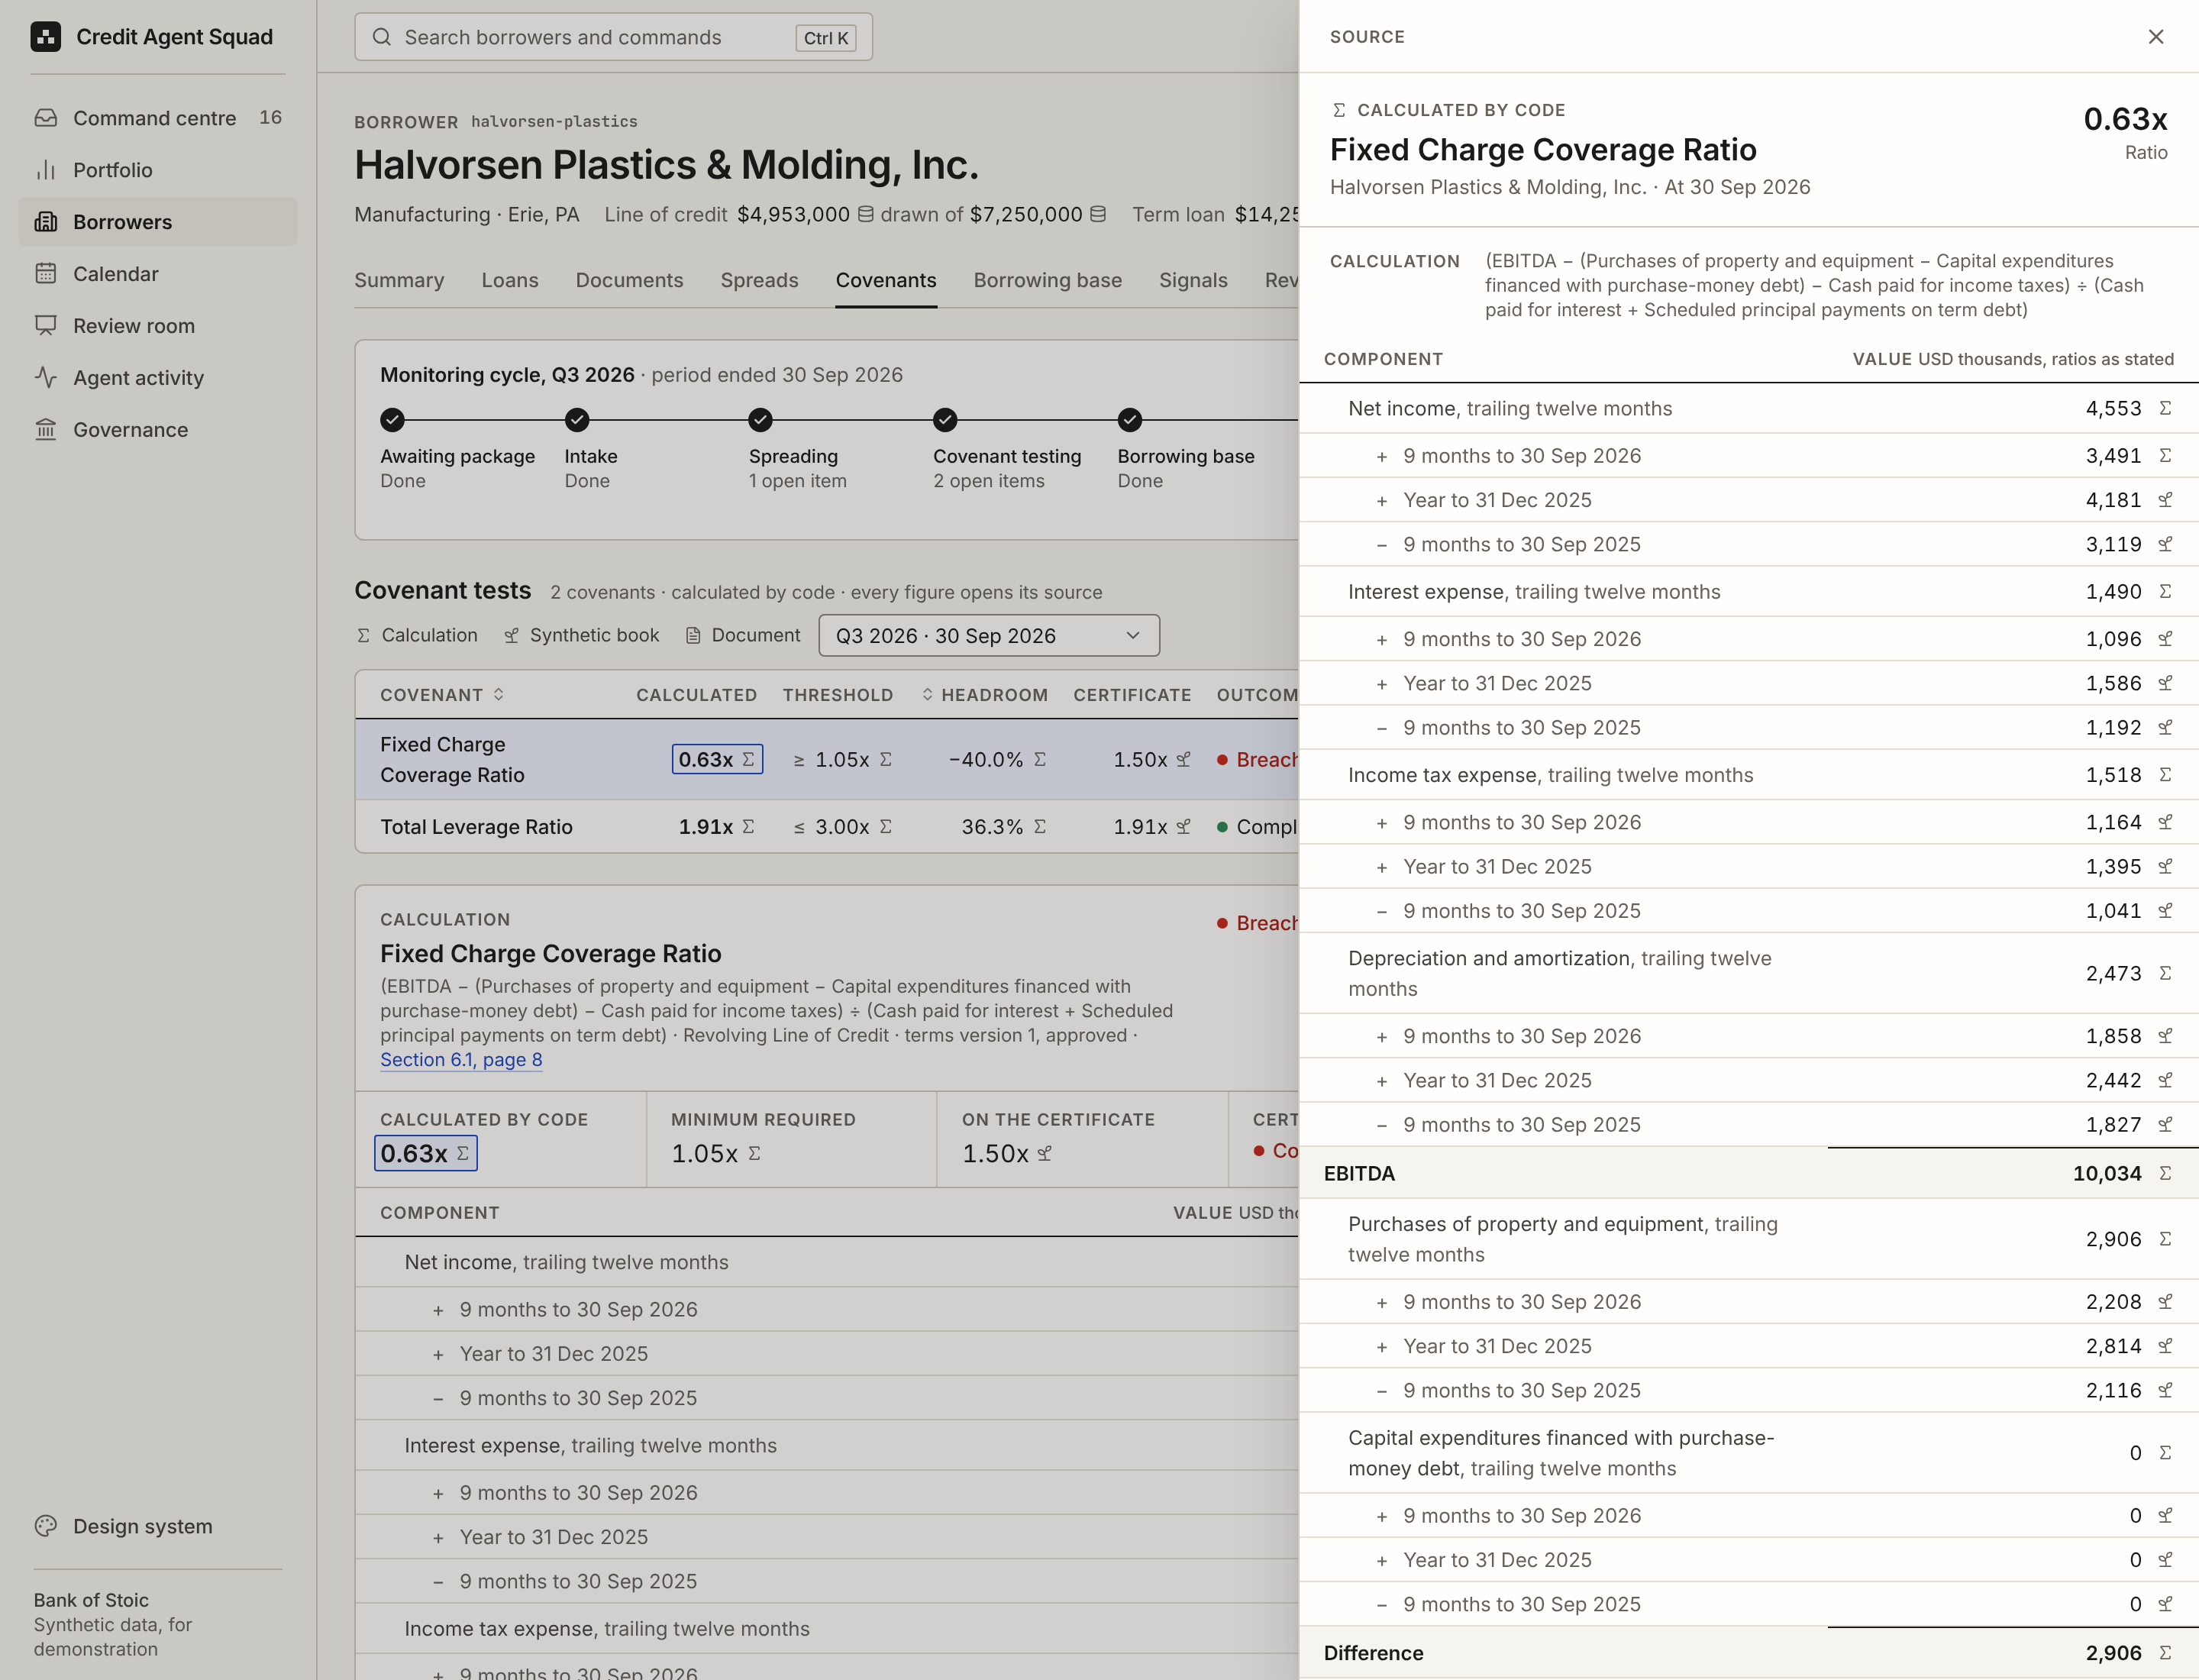 Credit Agent Squad
Command centre 16
Portfolio
Borrowers
Calendar
Review room
Agent activity
Governance
Design system
Bank of Stoic
Synthetic data, for
demonstration
Search borrowers and commands Ctrl K
BORROWER halvorsen-plastics
Halvorsen Plastics & Molding, Inc.
Manufacturing · Erie, PA Line of credit $4,953,000 drawn of $7,250,000 Term loan $14,25
Summary Loans Documents Spreads Covenants Borrowing base Signals Rev
Monitoring cycle, Q3 2026 · period ended 30 Sep 2026
Awaiting package Intake Spreading Covenant testing Borrowing base
Done Done 1 open item 2 open items Done
Covenant tests 2 covenants · calculated by code · every figure opens its source
Σ Calculation Synthetic book Document Q3 2026 · 30 Sep 2026
COVENANT CALCULATED THRESHOLD HEADROOM CERTIFICATE OUTCOM
Fixed Charge
Coverage Ratio 0.63x Σ ≥ 1.05x Σ −40.0% Σ 1.50x Breach
Total Leverage Ratio 1.91x Σ ≤ 3.00x Σ 36.3% Σ 1.91x Compl
CALCULATION
Breach
Fixed Charge Coverage Ratio
(EBITDA − (Purchases of property and equipment − Capital expenditures financed with
purchase-money debt) − Cash paid for income taxes) ÷ (Cash paid for interest + Scheduled
principal payments on term debt) · Revolving Line of Credit · terms version 1, approved ·
Section 6.1, page 8
CALCULATED BY CODE MINIMUM REQUIRED ON THE CERTIFICATE CERT
0.63x Σ 1.05x Σ 1.50x Co
COMPONENT VALUE USD tho
Net income, trailing twelve months
+ 9 months to 30 Sep 2026
+ Year to 31 Dec 2025
− 9 months to 30 Sep 2025
Interest expense, trailing twelve months
+ 9 months to 30 Sep 2026
+ Year to 31 Dec 2025
− 9 months to 30 Sep 2025
Income tax expense, trailing twelve months
+ 9 months to 30 Sep 2026
SOURCE
Σ CALCULATED BY CODE
0.63x
Fixed Charge Coverage Ratio
Ratio
Halvorsen Plastics & Molding, Inc. · At 30 Sep 2026
CALCULATION (EBITDA − (Purchases of property and equipment − Capital expenditures
financed with purchase-money debt) − Cash paid for income taxes) ÷ (Cash
paid for interest + Scheduled principal payments on term debt)
COMPONENT VALUE USD thousands, ratios as stated
Net income, trailing twelve months 4,553 Σ
+ 9 months to 30 Sep 2026 3,491 Σ
+ Year to 31 Dec 2025 4,181
− 9 months to 30 Sep 2025 3,119
Interest expense, trailing twelve months 1,490 Σ
+ 9 months to 30 Sep 2026 1,096
+ Year to 31 Dec 2025 1,586
− 9 months to 30 Sep 2025 1,192
Income tax expense, trailing twelve months 1,518 Σ
+ 9 months to 30 Sep 2026 1,164
+ Year to 31 Dec 2025 1,395
− 9 months to 30 Sep 2025 1,041
Depreciation and amortization, trailing twelve
months 2,473 Σ
+ 9 months to 30 Sep 2026 1,858
+ Year to 31 Dec 2025 2,442
− 9 months to 30 Sep 2025 1,827
EBITDA 10,034 Σ
Purchases of property and equipment, trailing
twelve months 2,906 Σ
+ 9 months to 30 Sep 2026 2,208
+ Year to 31 Dec 2025 2,814
− 9 months to 30 Sep 2025 2,116
Capital expenditures financed with purchase-
money debt, trailing twelve months 0 Σ
+ 9 months to 30 Sep 2026 0
+ Year to 31 Dec 2025 0
− 9 months to 30 Sep 2025 0
Difference 2,906 Σ